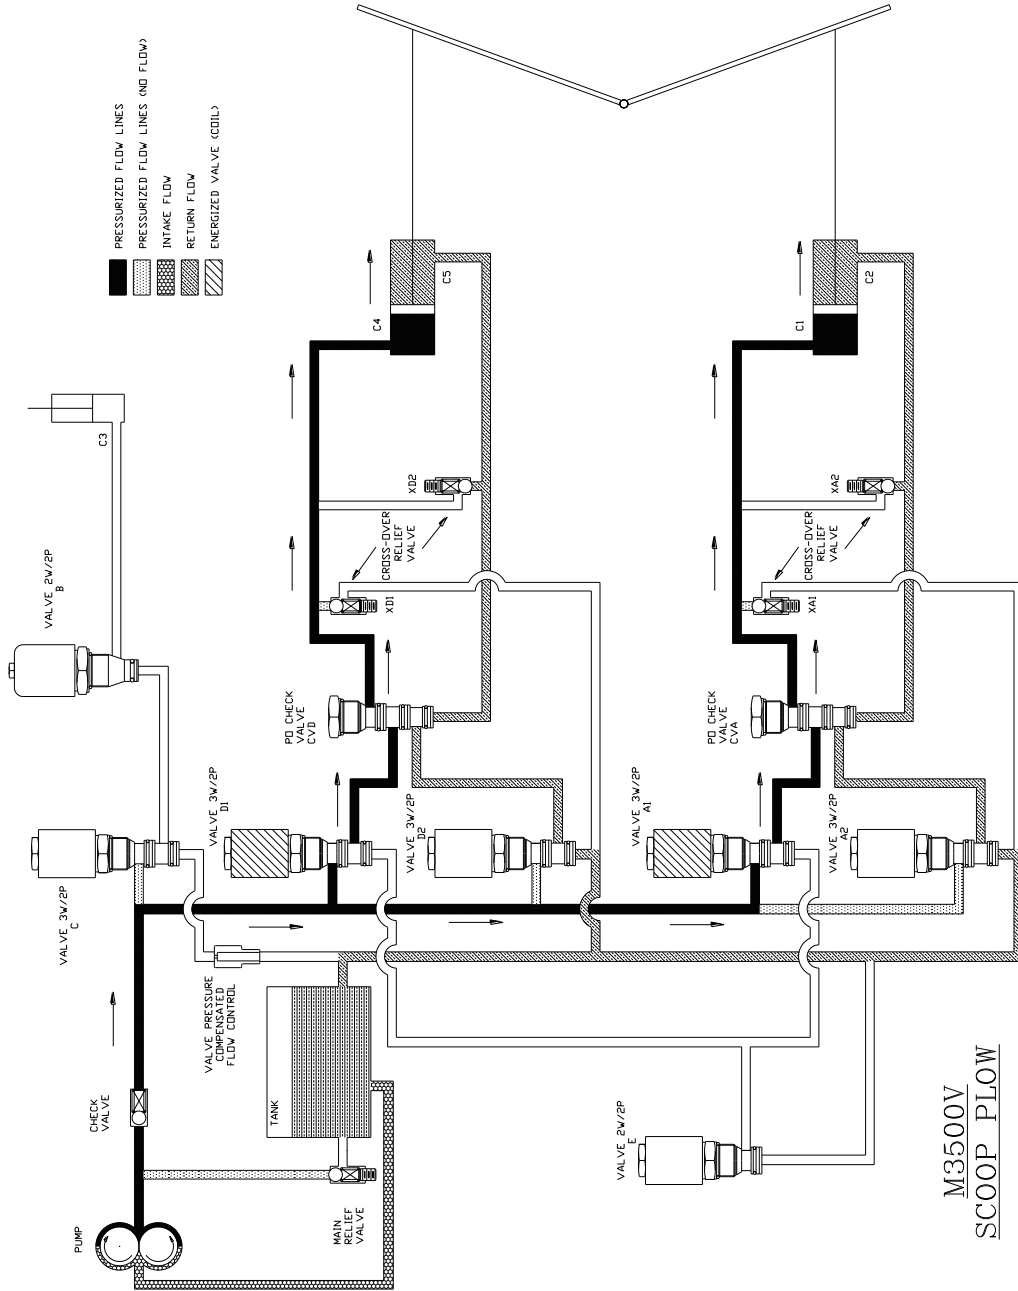 PRESSURIZED FLOW LINES
PRESSURIZED FLOW LINES (NO FLOW)
INTAKE FLOW
RETURN FLOW
ENERGIZED VALVE (COIL)
C3
VALVE 2W/2P
B
C4
C5
XD2
CROSS-OVER
RELIEF
VALVE
XD1
PO CHECK
VALVE
CVD
C1
C2
XA2
CROSS-OVER
RELIEF
VALVE
XA1
PO CHECK
VALVE
CVA
VALVE 3W/2P
C
VALVE 3W/2P
D1
VALVE 3W/2P
D2
VALVE 3W/2P
A1
VALVE 3W/2P
A2
VALVE PRESSURE
COMPENSATED
FLOW CONTROL
CHECK
VALVE
TANK
PUMP
MAIN
RELIEF
VALVE
VALVE 2W/2P
E
M3500V
SCOOP PLOW